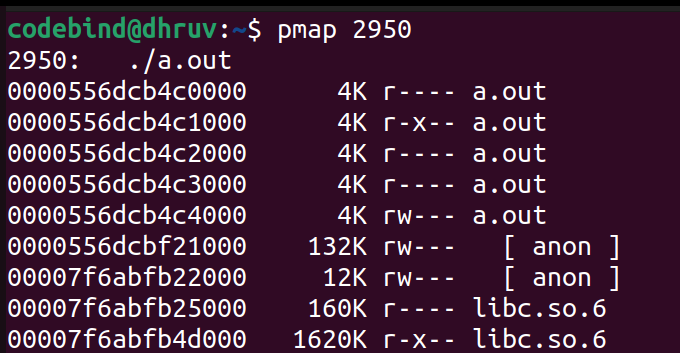 codebind@dhruv:~$ pmap 2950
2950:   ./a.out
0000556dcb4c0000      4K r---- a.out
0000556dcb4c1000      4K r-x-- a.out
0000556dcb4c2000      4K r---- a.out
0000556dcb4c3000      4K r---- a.out
0000556dcb4c4000      4K rw--- a.out
0000556dcbf21000    132K rw---   [ anon ]
00007f6abfb22000     12K rw---   [ anon ]
00007f6abfb25000    160K r---- libc.so.6
00007f6abfb4d000   1620K r-x-- libc.so.6